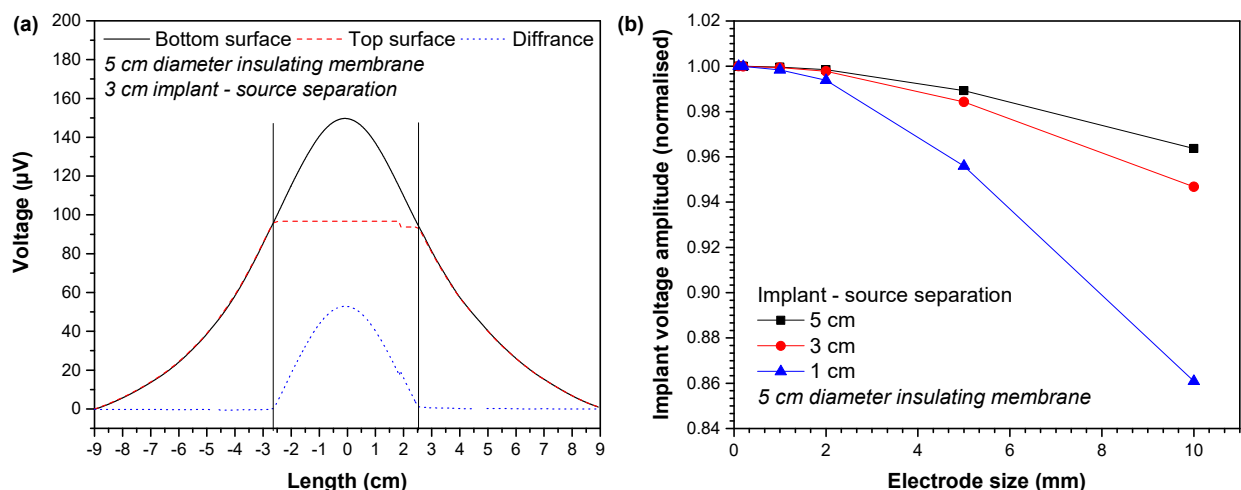 (a)
200
180
160
140
120
100
80
60
40
20
0
Voltage (µV)
Bottom surface Top surface Diffrance
5 cm diameter insulating membrane
3 cm implant - source separation
-9 -8 -7 -6 -5 -4 -3 -2 -1 0 1 2 3 4 5 6 7 8 9
Length (cm)
(b)
1.02
1.00
0.98
0.96
0.94
0.92
0.90
0.88
0.86
0.84
Implant voltage amplitude (normalised)
Implant - source separation
5 cm
3 cm
1 cm
5 cm diameter insulating membrane
0 2 4 6 8 10
Electrode size (mm)